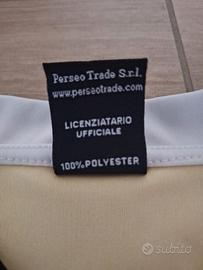 Perseo Trade S.r.l.
www.perseotrade.com
LICENZIATARIO
UFFICIALE
100% POLYESTER
subito